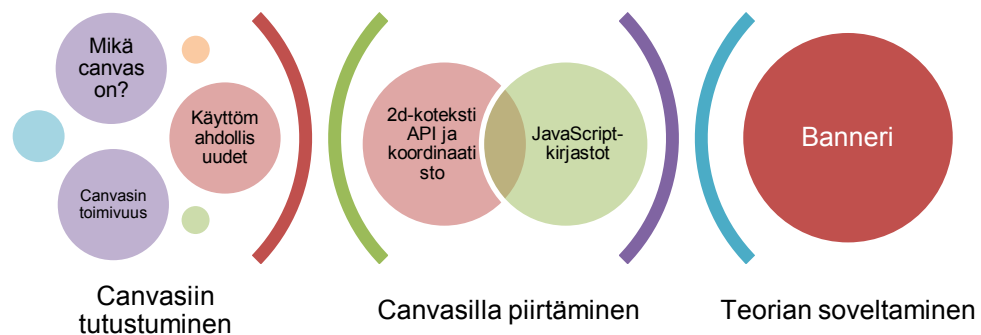 Mikä
canvas
on?
Käyttöm
ahdollis
uudet
Canvasin
toimivuus
Canvasiin
tutustuminen
2d-koteksti
API ja
koordinaati
sto
JavaScript-
kirjastot
Canvasilla piirtäminen
Banneri
Teorian soveltaminen